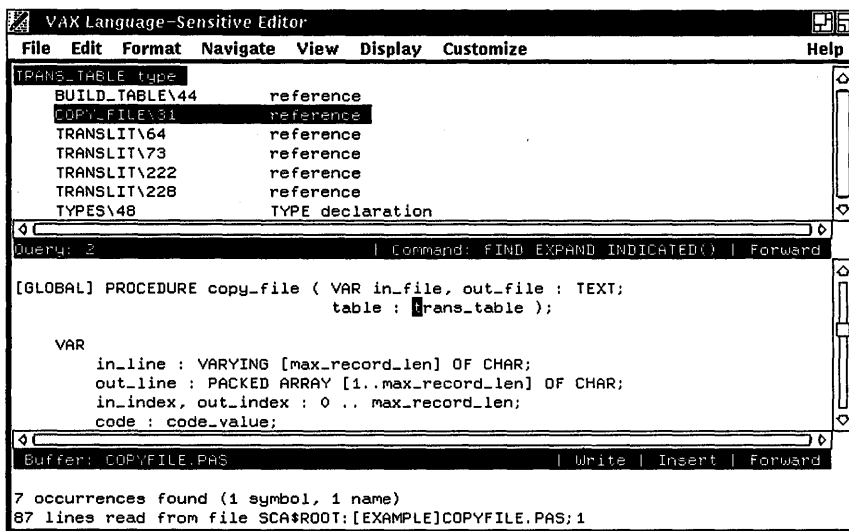 VAX Language-Sensitive Editor
File Edit Format Navigate View Display Customize Help
TRANS_TABLE type
BUILD_TABLE\44 reference
COPY_FILE\31 reference
TRANSLIT\64 reference
TRANSLIT\73 reference
TRANSLIT\222 reference
TRANSLIT\228 reference
TYPES\48 TYPE declaration
Query: 2 | Command: FIND EXPAND INDICATED() | Forward
[GLOBAL] PROCEDURE copy_file ( VAR in_file, out_file : TEXT;
table : trans_table );
VAR
in_line : VARYING [max_record_len] OF CHAR;
out_line : PACKED ARRAY [1..max_record_len] OF CHAR;
in_index, out_index : 0 .. max_record_len;
code : code_value;
Buffer: COPYFILE.PAS | Write | Insert | Forward
7 occurrences found (1 symbol, 1 name)
87 lines read from file SCA$ROOT:[EXAMPLE]COPYFILE.PAS;1